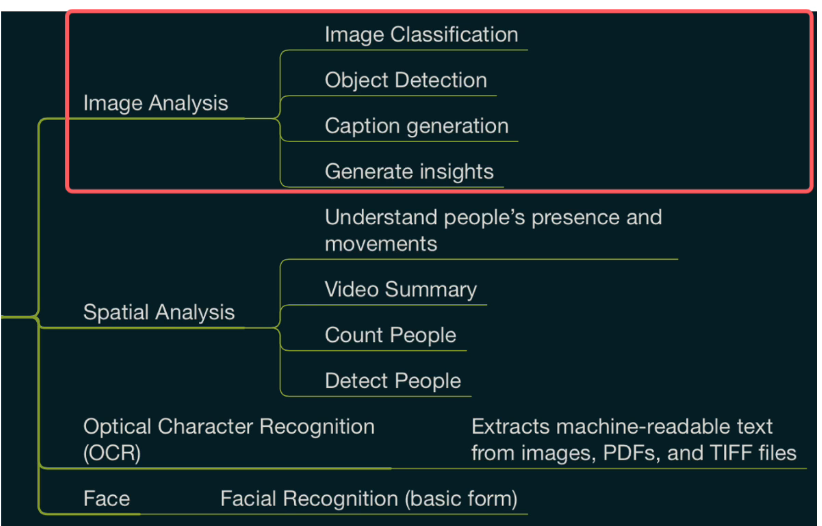 Image Analysis
Image Classification
Object Detection
Caption generation
Generate insights
Spatial Analysis
Understand people's presence and
movements
Video Summary
Count People
Detect People
Optical Character Recognition
(OCR)
Extracts machine-readable text
from images, PDFs, and TIFF files
Face
Facial Recognition (basic form)